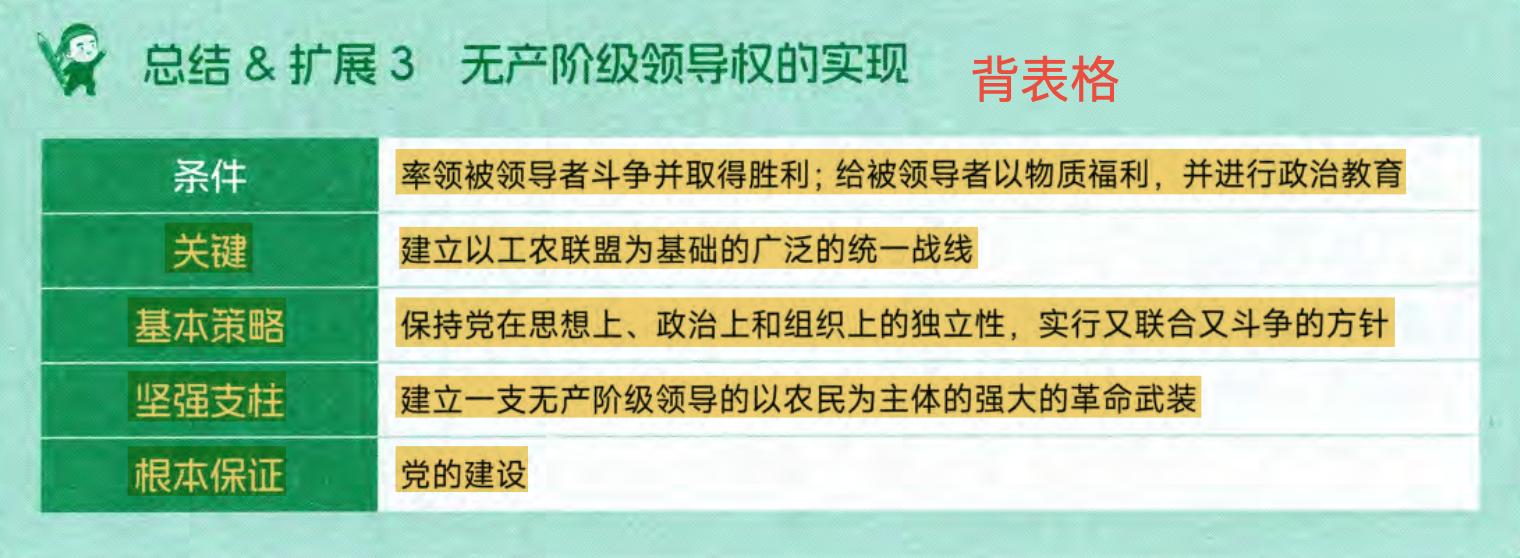 总结 & 扩展 3 无产阶级领导权的实现
背表格
条件 率领被领导者斗争并取得胜利；给被领导者以物质福利，并进行政治教育
关键 建立以工农联盟为基础的广泛的统一战线
基本策略 保持党在思想上、政治上和组织上的独立性，实行又联合又斗争的方针
坚强支柱 建立一支无产阶级领导的以农民为主体的强大的革命武装
根本保证 党的建设